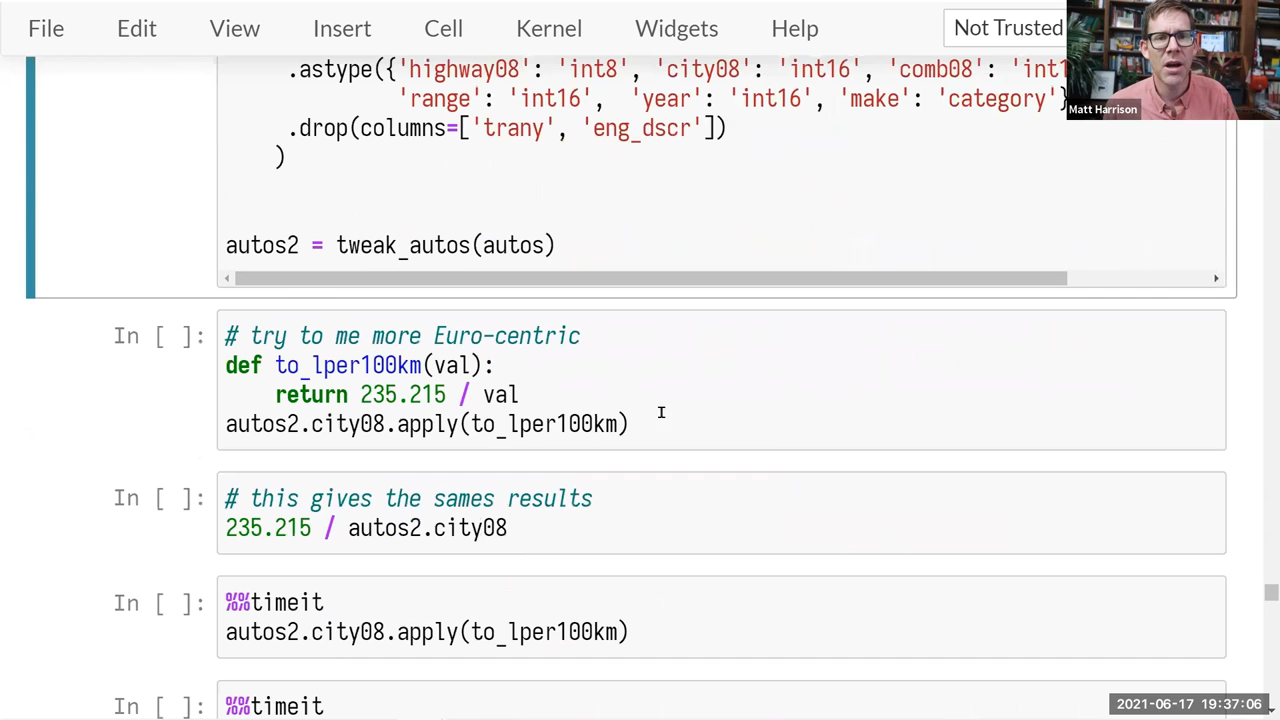 File Edit View Insert Cell Kernel Widgets Help Not Trusted
Matt Harrison
.astype({'highway08': 'int8', 'city08': 'int16', 'comb08': 'int1
'range': 'int16', 'year': 'int16', 'make': 'category'}
.drop(columns=['trany', 'eng_dscr'])
)
autos2 = tweak_autos(autos)
In [ ]:
# try to me more Euro-centric
def to_lper100km(val):
return 235.215 / val
autos2.city08.apply(to_lper100km)
In [ ]:
# this gives the sames results
235.215 / autos2.city08
In [ ]:
%%timeit
autos2.city08.apply(to_lper100km)
In [ ]:
%%timeit
2021-06-17 19:37:06